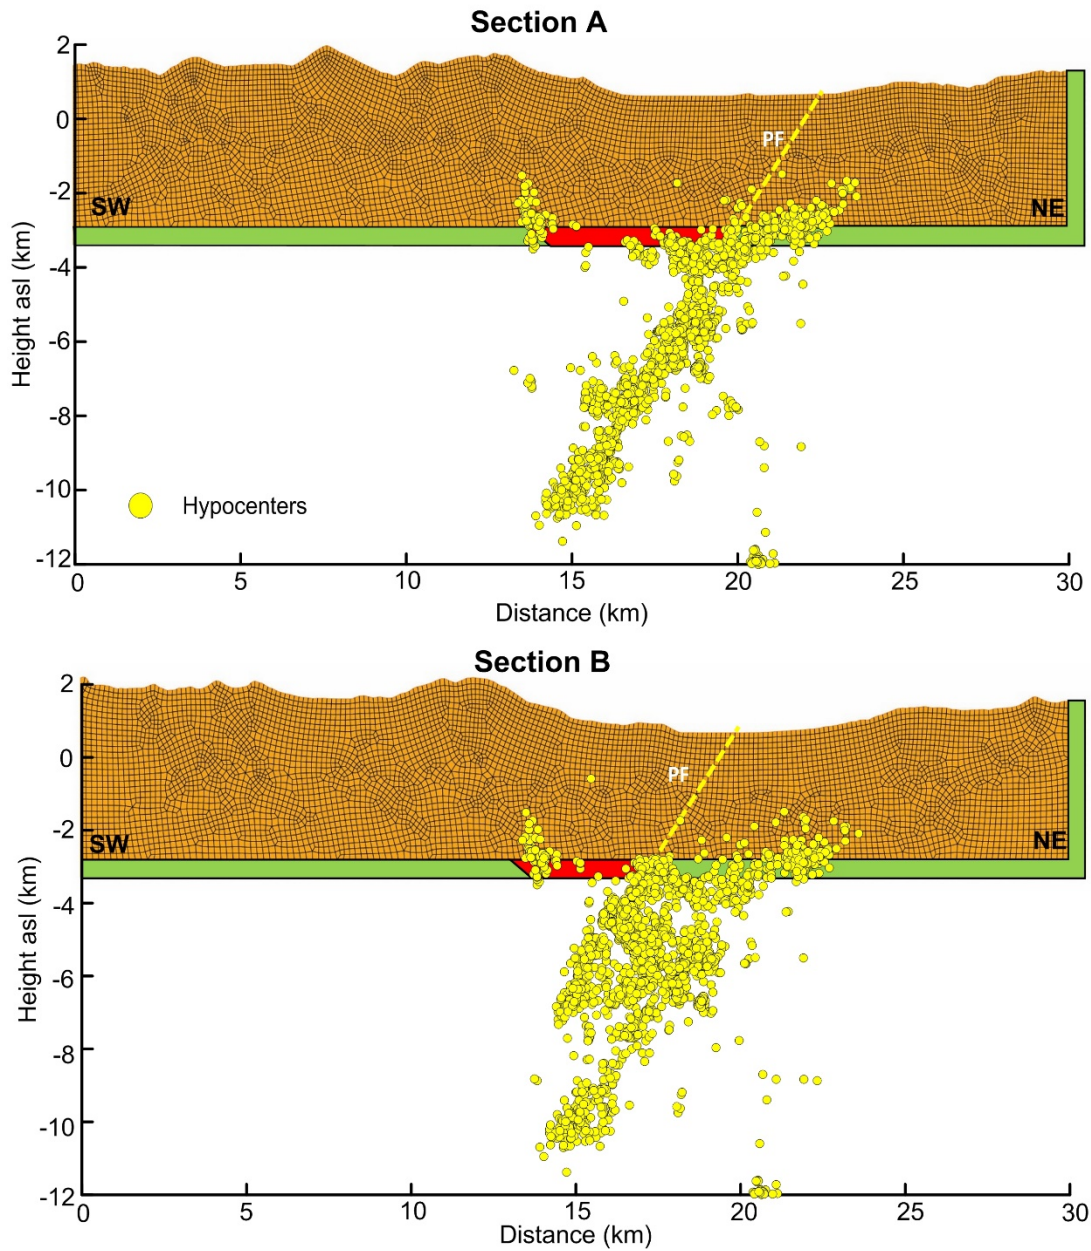 Section A
2
0
-2
-4
-6
-8
-10
-12
Height asl (km)
PF
SW
NE
Hypocenters
0 5 10 15 20 25 30
Distance (km)
Section B
2
0
-2
-4
-6
-8
-10
-12
Height asl (km)
PF
SW
NE
0 5 10 15 20 25 30
Distance (km)